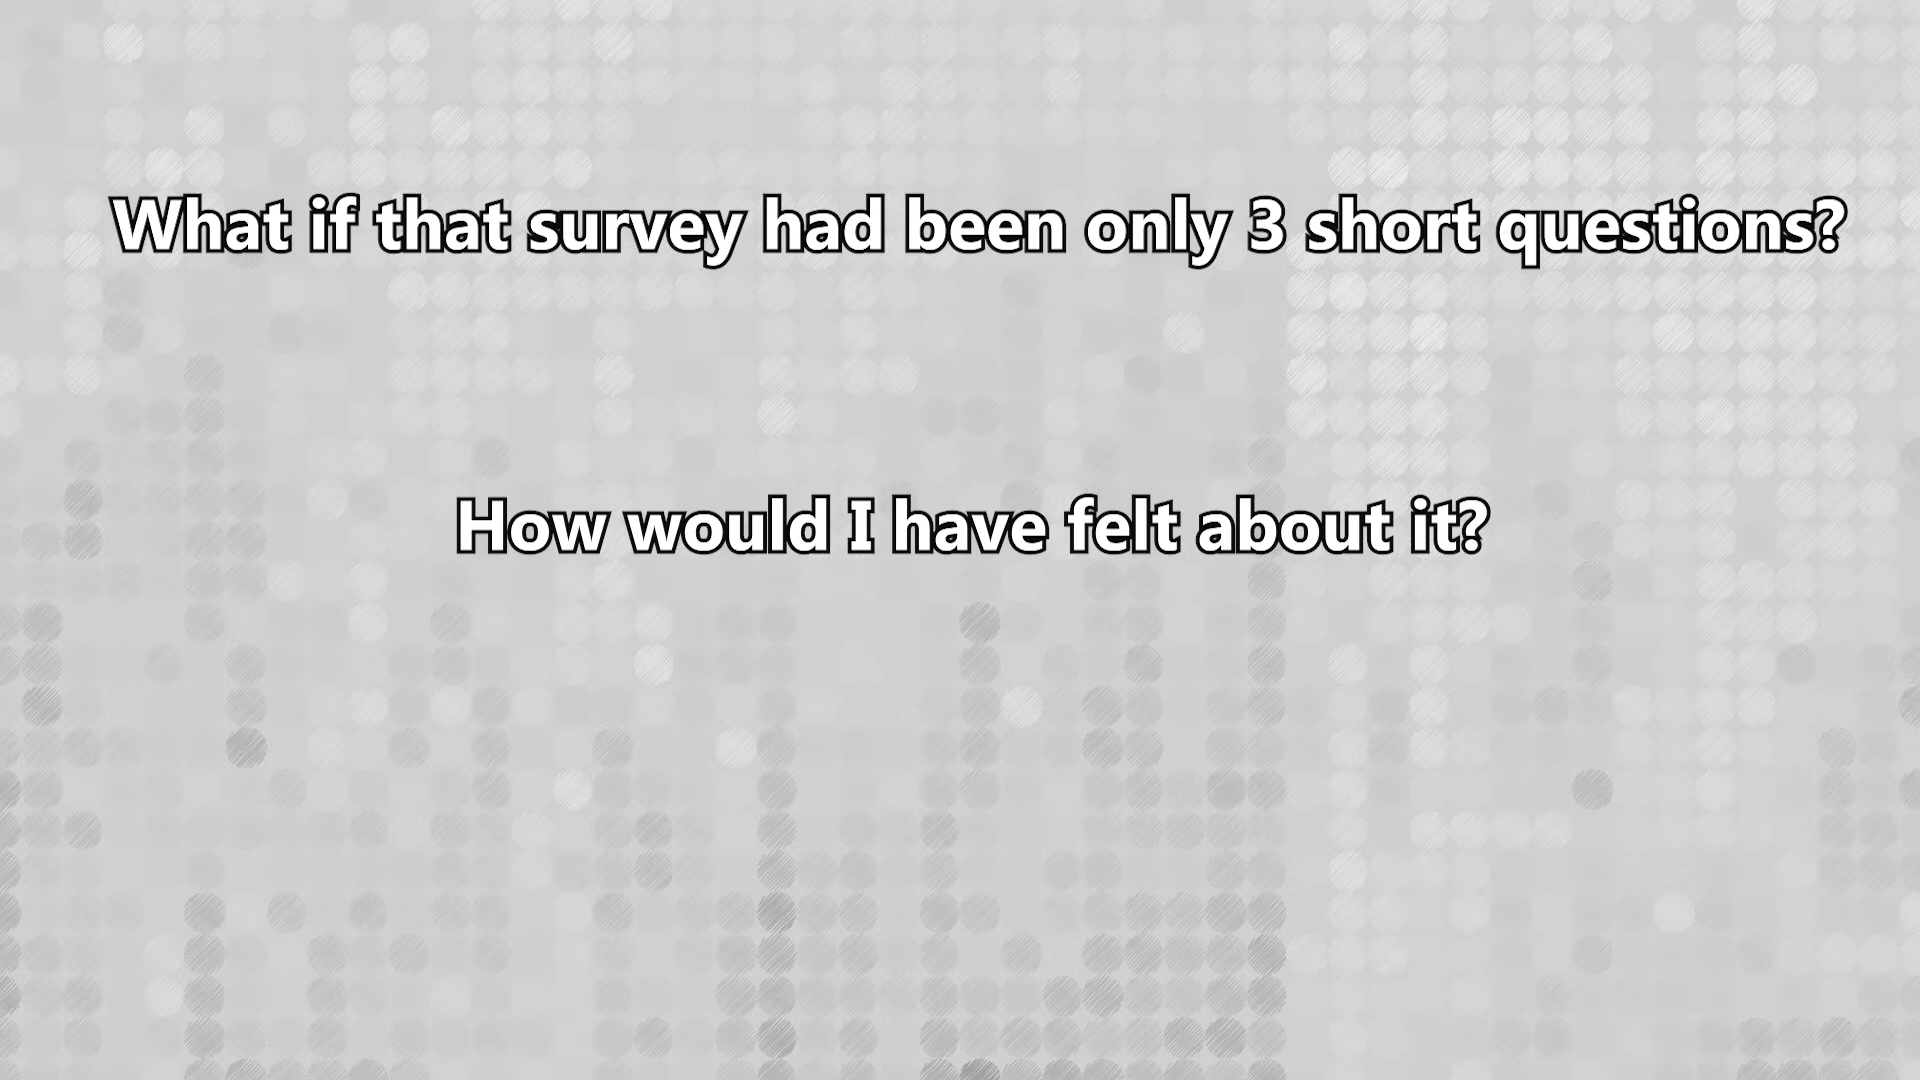 What if that survey had been only 3 short questions?
How would I have felt about it?